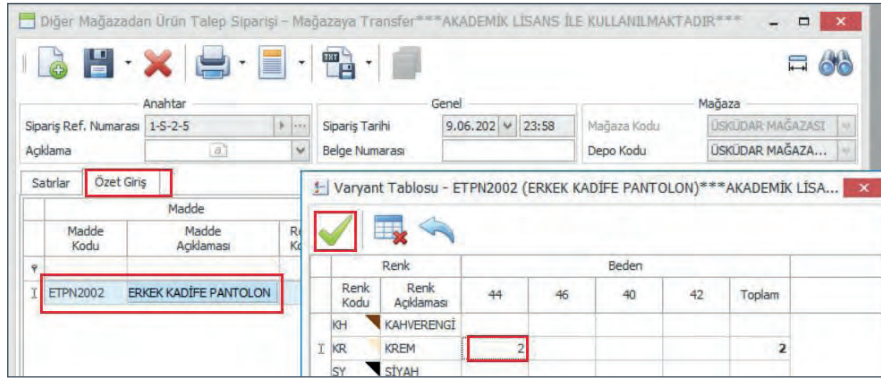 Diğer Mağazadan Ürün Talep Siparişi - Mağazaya Transfer***AKADEMİK LİSANS İLE KULLANILMAKTADIR***
Anahtar Genel Mağaza
Sipariş Ref. Numarası 1-S-2-5 Sipariş Tarihi 9.06.202 23:58 Mağaza Kodu ÜSKÜDAR MAĞAZASI
Açıklama Belge Numarası Depo Kodu ÜSKÜDAR MAĞAZA...
Satırlar Özet Giriş
Varyant Tablosu - ETPN2002 (ERKEK KADİFE PANTOLON)***AKADEMİK LİSA...
Madde
Madde Kodu Madde Açıklaması
ETPN2002 ERKEK KADİFE PANTOLON
Renk Beden
Renk Kodu Renk Açıklaması 44 46 40 42 Toplam
KH KAHVERENGİ
KR KREM 2 2
SY SİYAH